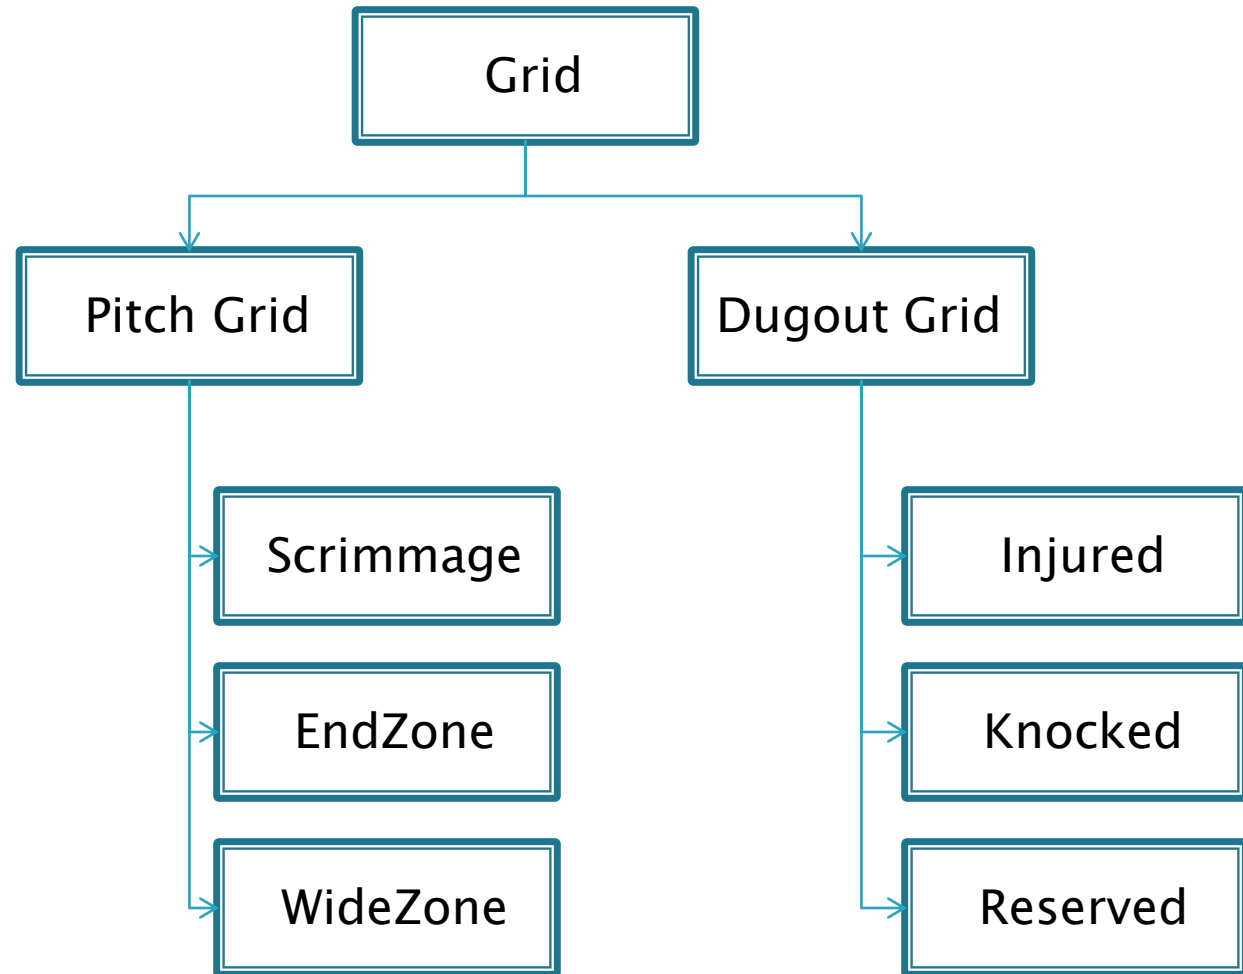 Grid
Pitch Grid
Dugout Grid
Scrimmage
Injured
EndZone
Knocked
WideZone
Reserved